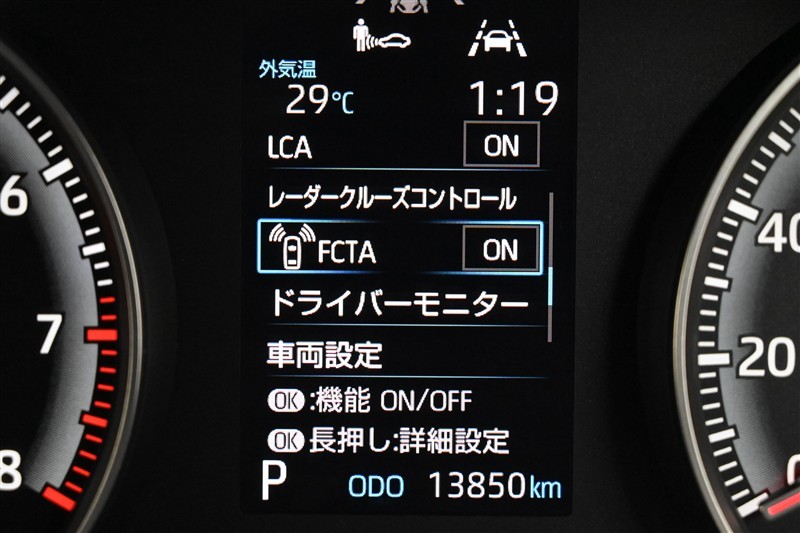 外気温
29℃ 1:19
LCA ON
レーダークルーズコントロール
FCTA ON
ドライバーモニター
車両設定
OK:機能 ON/OFF
OK長押し:詳細設定
P ODO 13850km
6
7
8
40
20
0